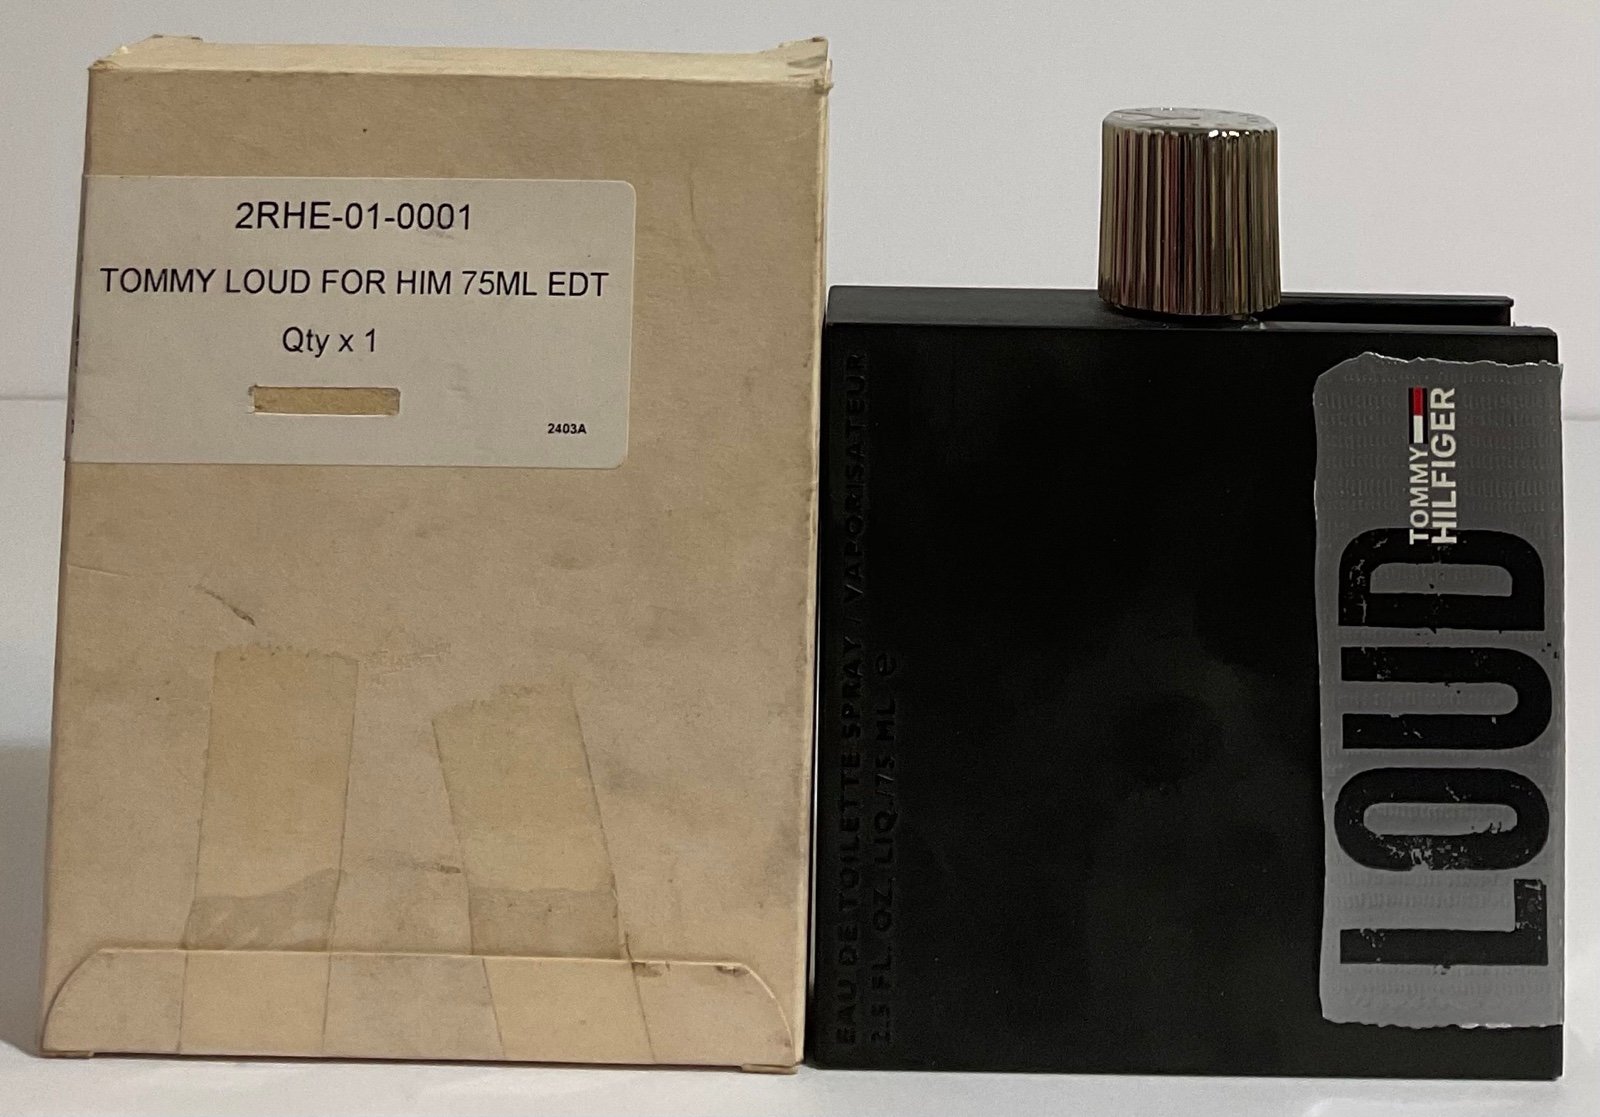 2RHE-01-0001
TOMMY LOUD FOR HIM 75ML EDT
Qty x 1
2403A
EAU DE TOILETTE SPRAY / VAPORISATEUR
2.5 FL. OZ. LIQ./75 ML e
TOMMY
HILFIGER
LOUD